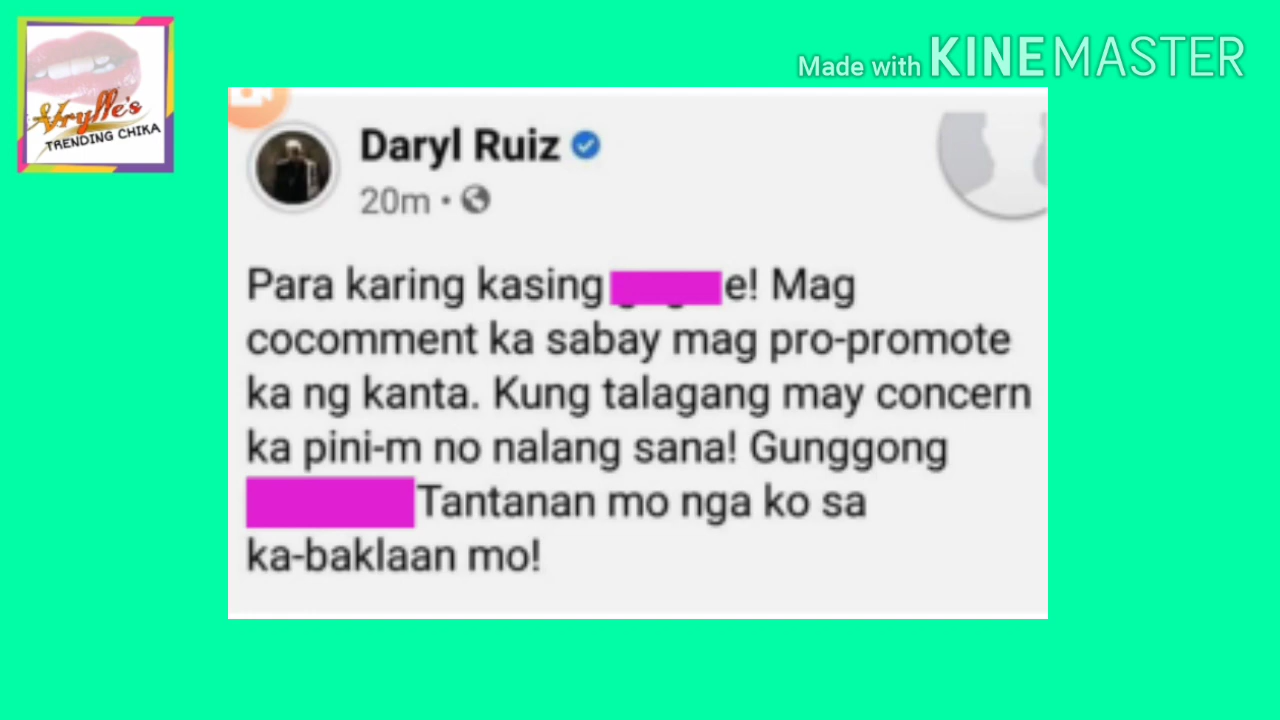 Vrylle's
TRENDING CHIKA
Made with KINEMASTER
Daryl Ruiz
20m
Para karing kasing e! Mag
cocomment ka sabay mag pro-promote
ka ng kanta. Kung talagang may concern
ka pini-m no nalang sana! Gunggong
Tantanan mo nga ko sa
ka-baklaan mo!